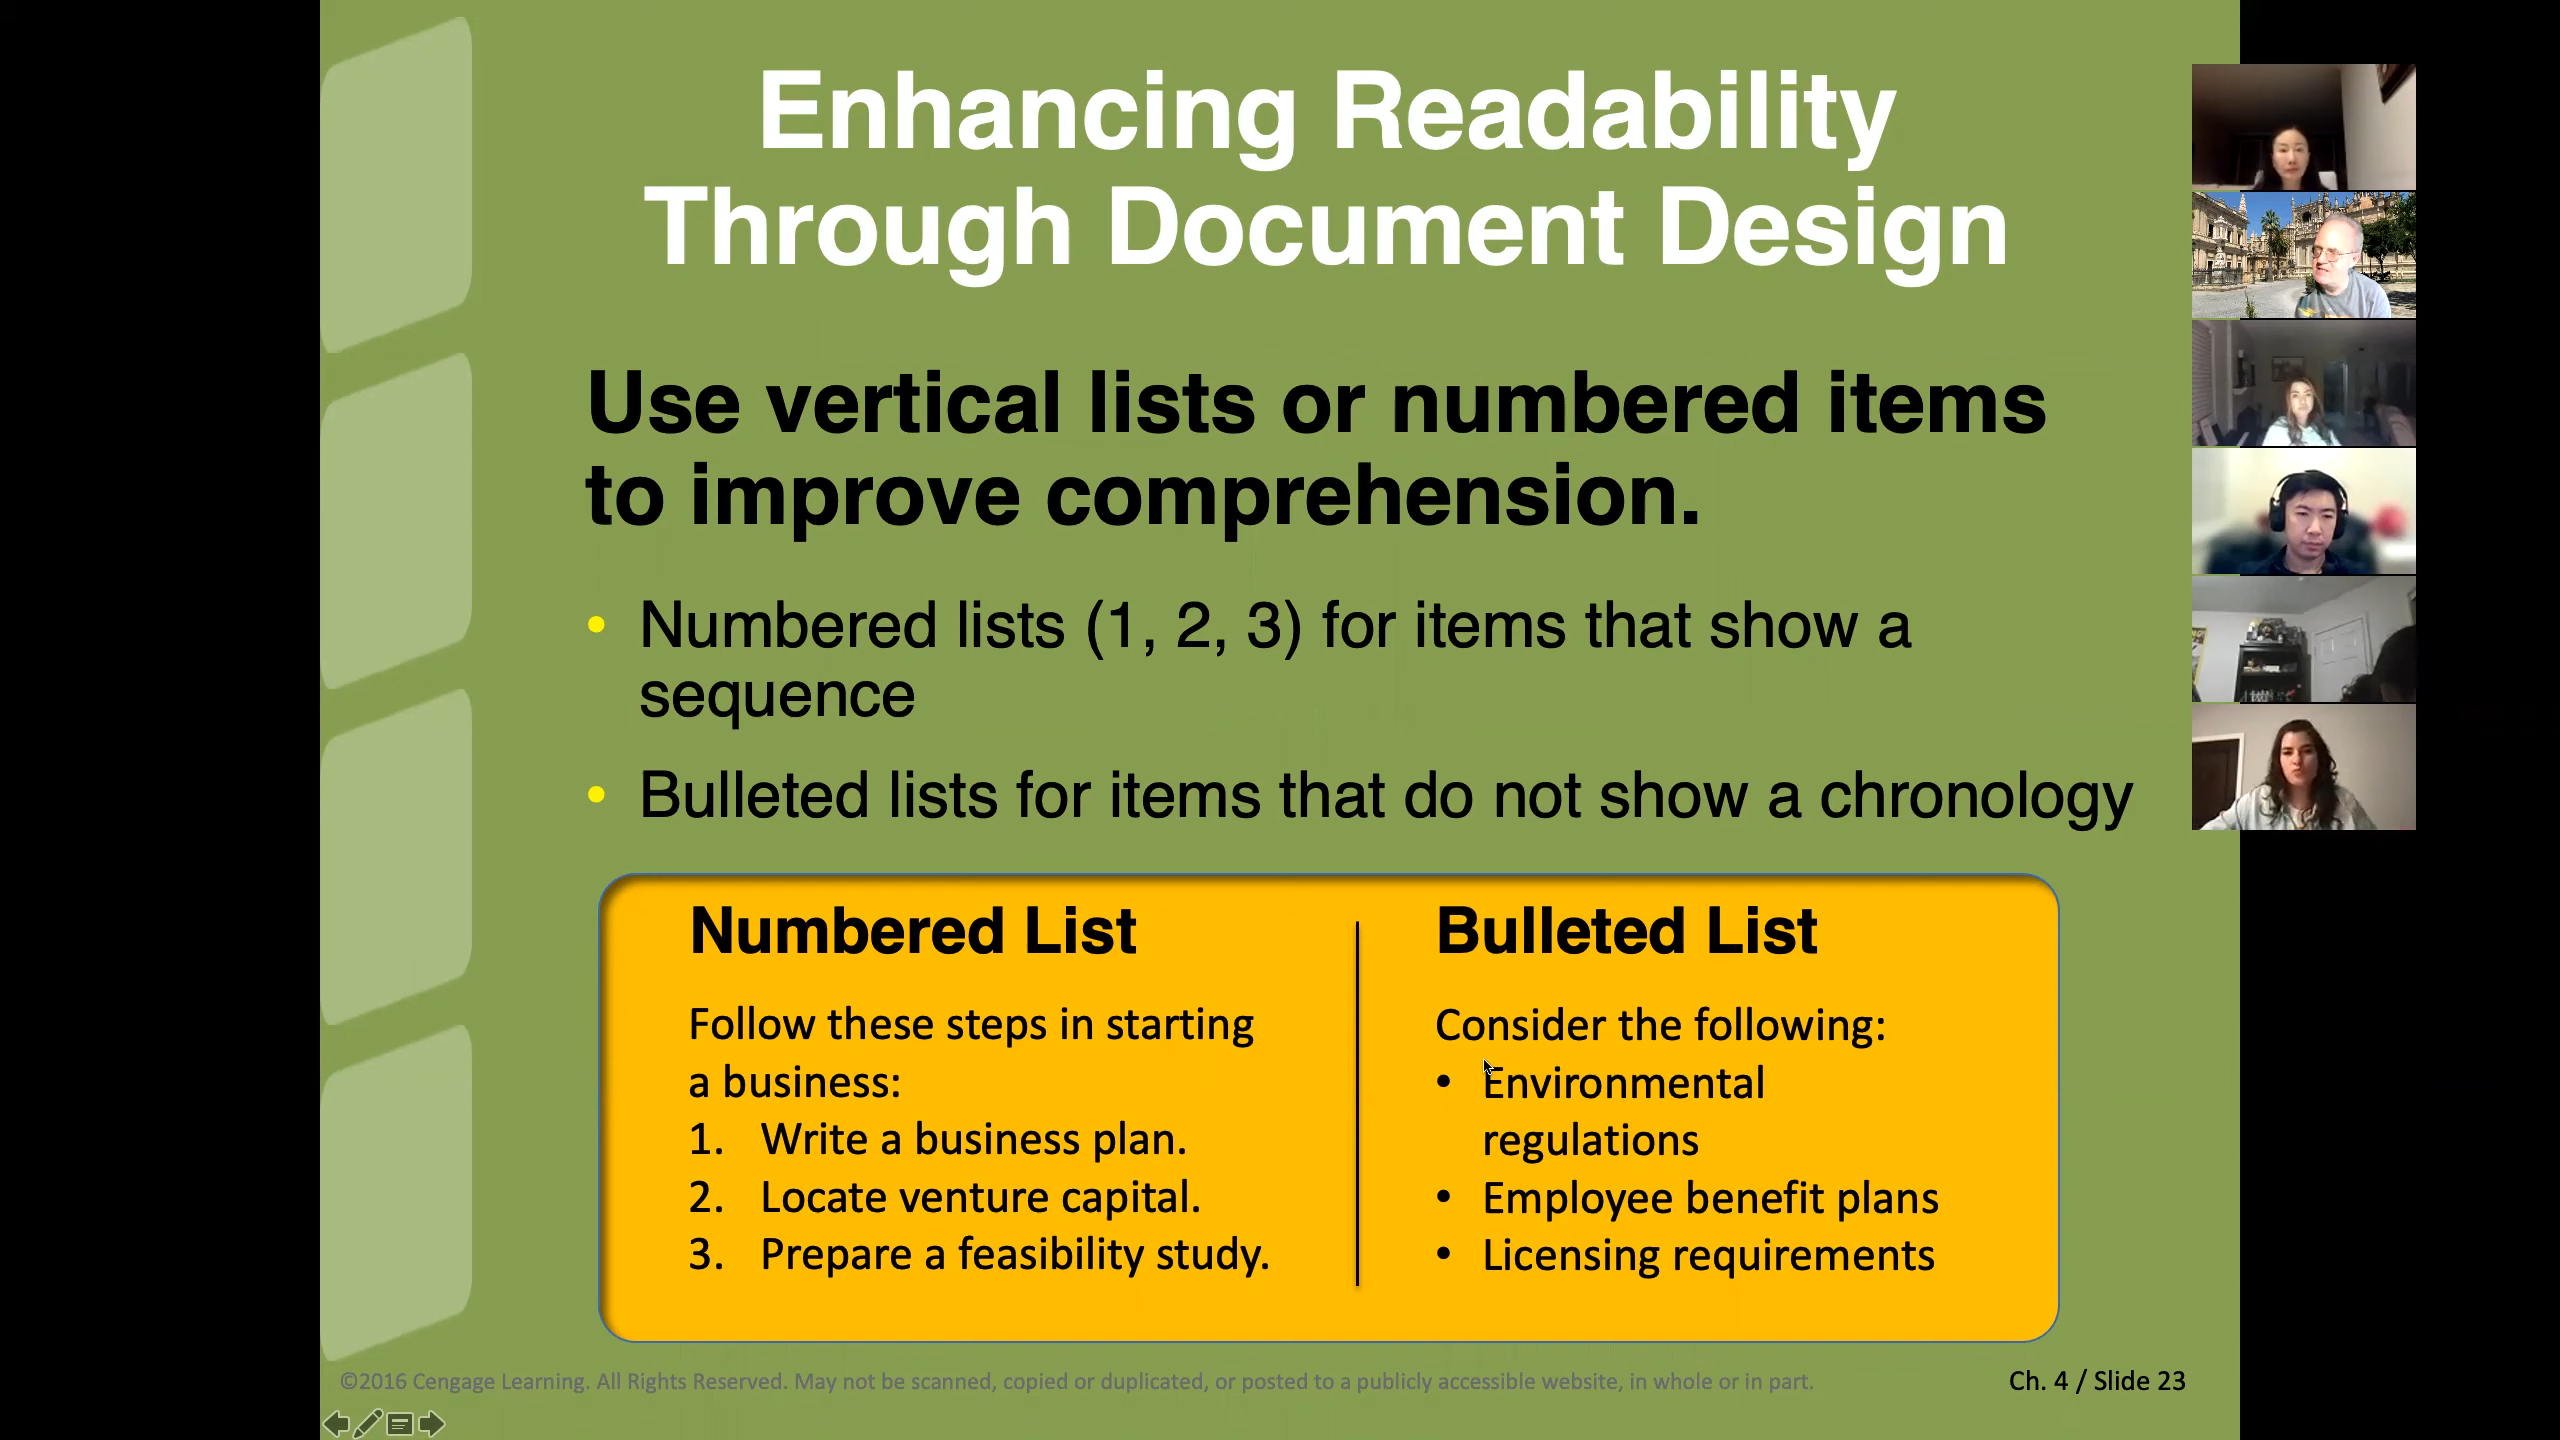 Enhancing Readability
Through Document Design
Use vertical lists or numbered items
to improve comprehension.
• Numbered lists (1, 2, 3) for items that show a
sequence
• Bulleted lists for items that do not show a chronology
Numbered List
Follow these steps in starting
a business:
1. Write a business plan.
2. Locate venture capital.
3. Prepare a feasibility study.
Bulleted List
Consider the following:
• Environmental
regulations
• Employee benefit plans
• Licensing requirements
©2016 Cengage Learning. All Rights Reserved. May not be scanned, copied or duplicated, or posted to a publicly accessible website, in whole or in part.
Ch. 4 / Slide 23